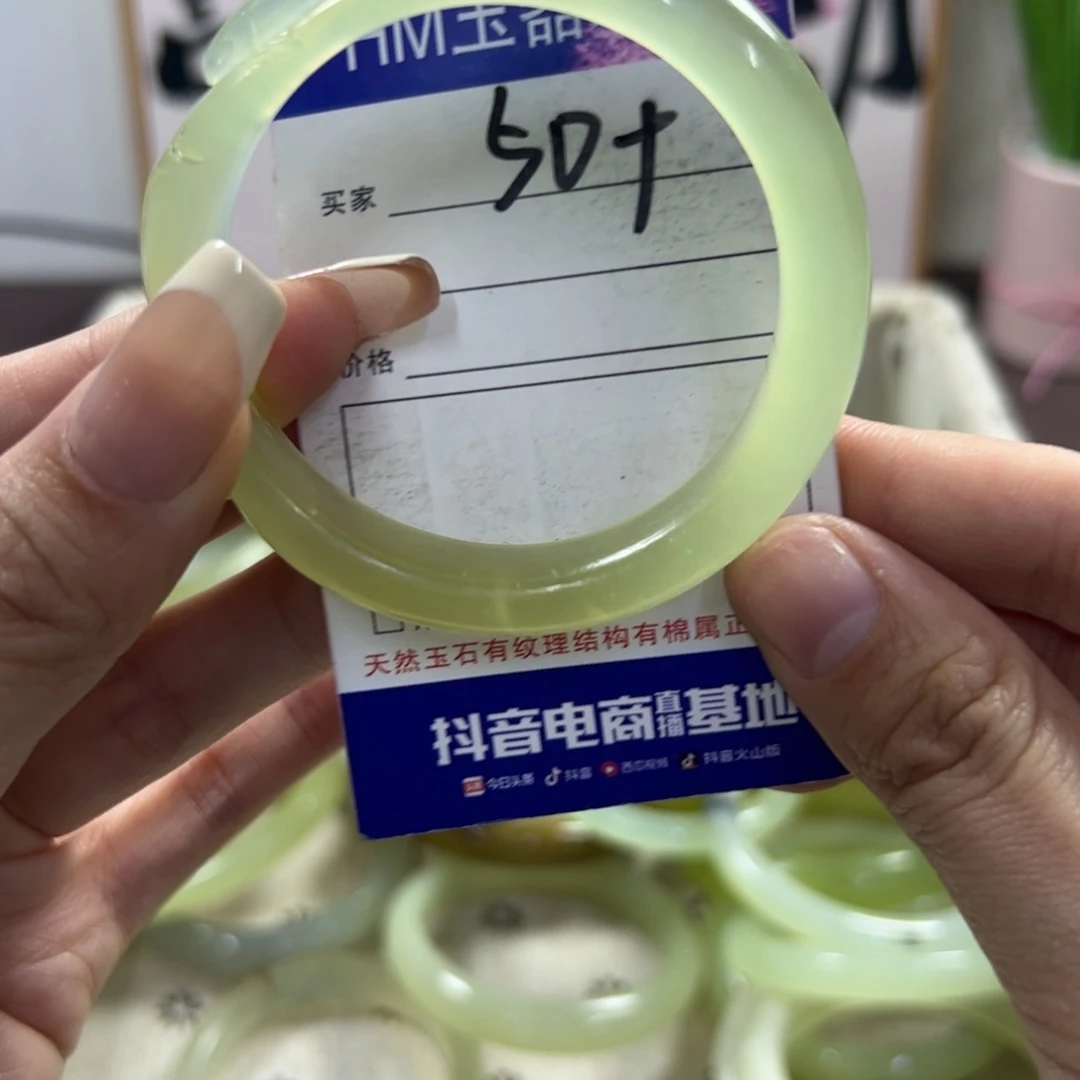 HM玉品
50+
买家
价格
天然玉石有纹理结构有棉属正
抖音电商直播基地
今日头条 抖音 西瓜视频 抖音火山版